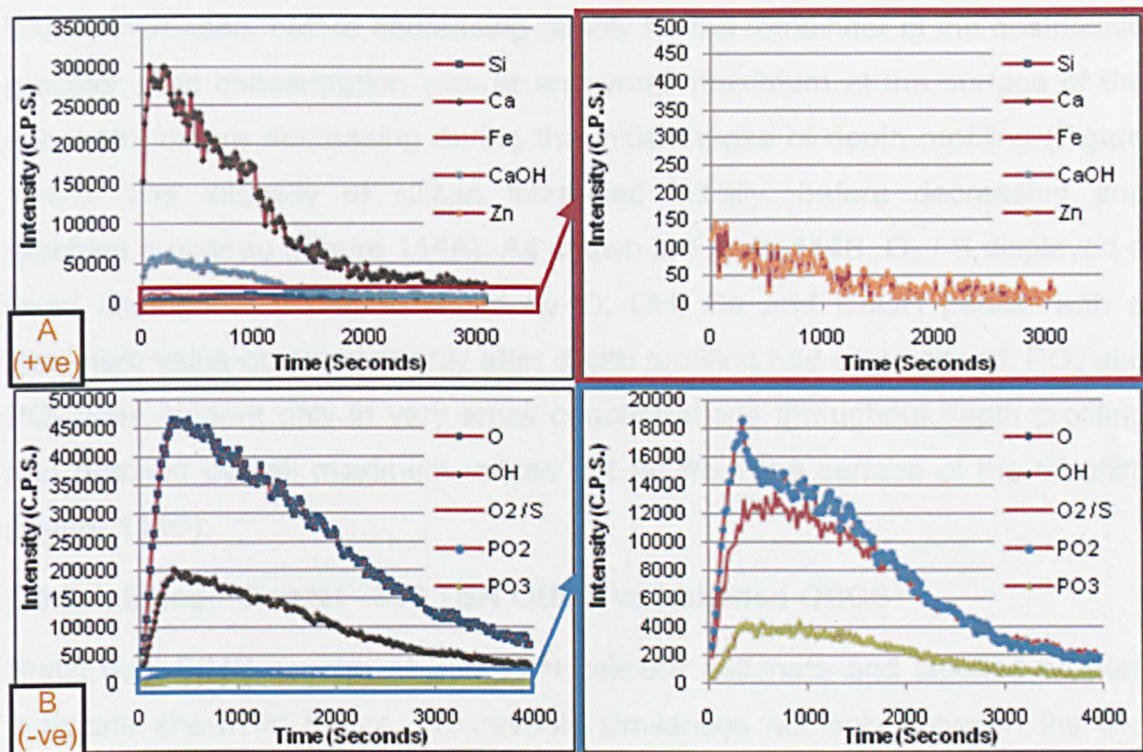 350000
300000
250000
200000
150000
100000
50000
0
Intensity (C.P.S.)
Si
Ca
Fe
CaOH
Zn
0 1000 2000 3000
Time (Seconds)
A
(+ve)
500
450
400
350
300
250
200
150
100
50
0
Intensity (C.P.S.)
Si
Ca
Fe
CaOH
Zn
0 1000 2000 3000
Time (Seconds)
500000
450000
400000
350000
300000
250000
200000
150000
100000
50000
0
Intensity (C.P.S.)
O
OH
O2/S
PO2
PO3
0 1000 2000 3000 4000
Time (Seconds)
B
(-ve)
20000
18000
16000
14000
12000
10000
8000
6000
4000
2000
0
Intensity (C.P.S.)
O
OH
O2/S
PO2
PO3
0 1000 2000 3000 4000
Time (Seconds)